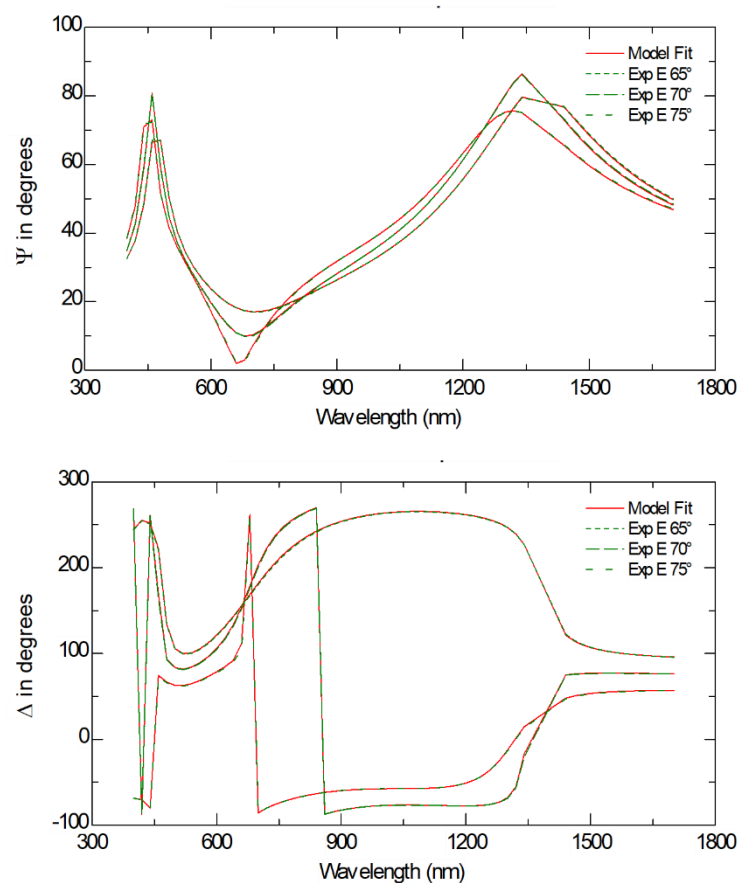 100
80
60
40
20
0
Ψ in degrees
Model Fit
Exp E 65°
Exp E 70°
Exp E 75°
300 600 900 1200 1500 1800
Wavelength (nm)
300
200
100
0
-100
Δ in degrees
Model Fit
Exp E 65°
Exp E 70°
Exp E 75°
300 600 900 1200 1500 1800
Wavelength (nm)